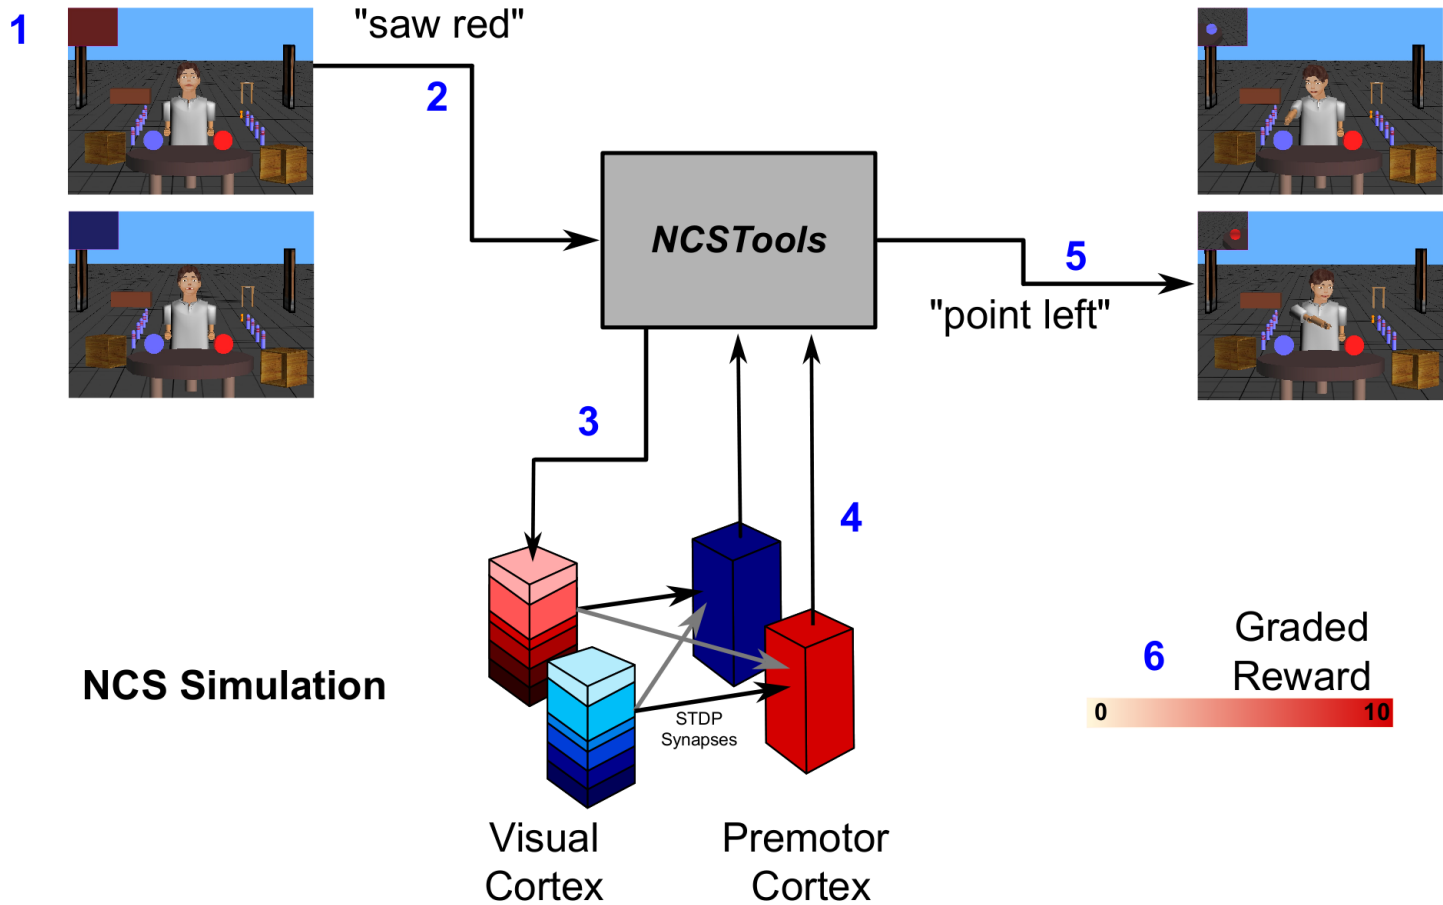 1
"saw red"
2
NCSTools
5
"point left"
3
4
NCS Simulation
STDP
Synapses
6
Graded
Reward
0
10
Visual
Cortex
Premotor
Cortex